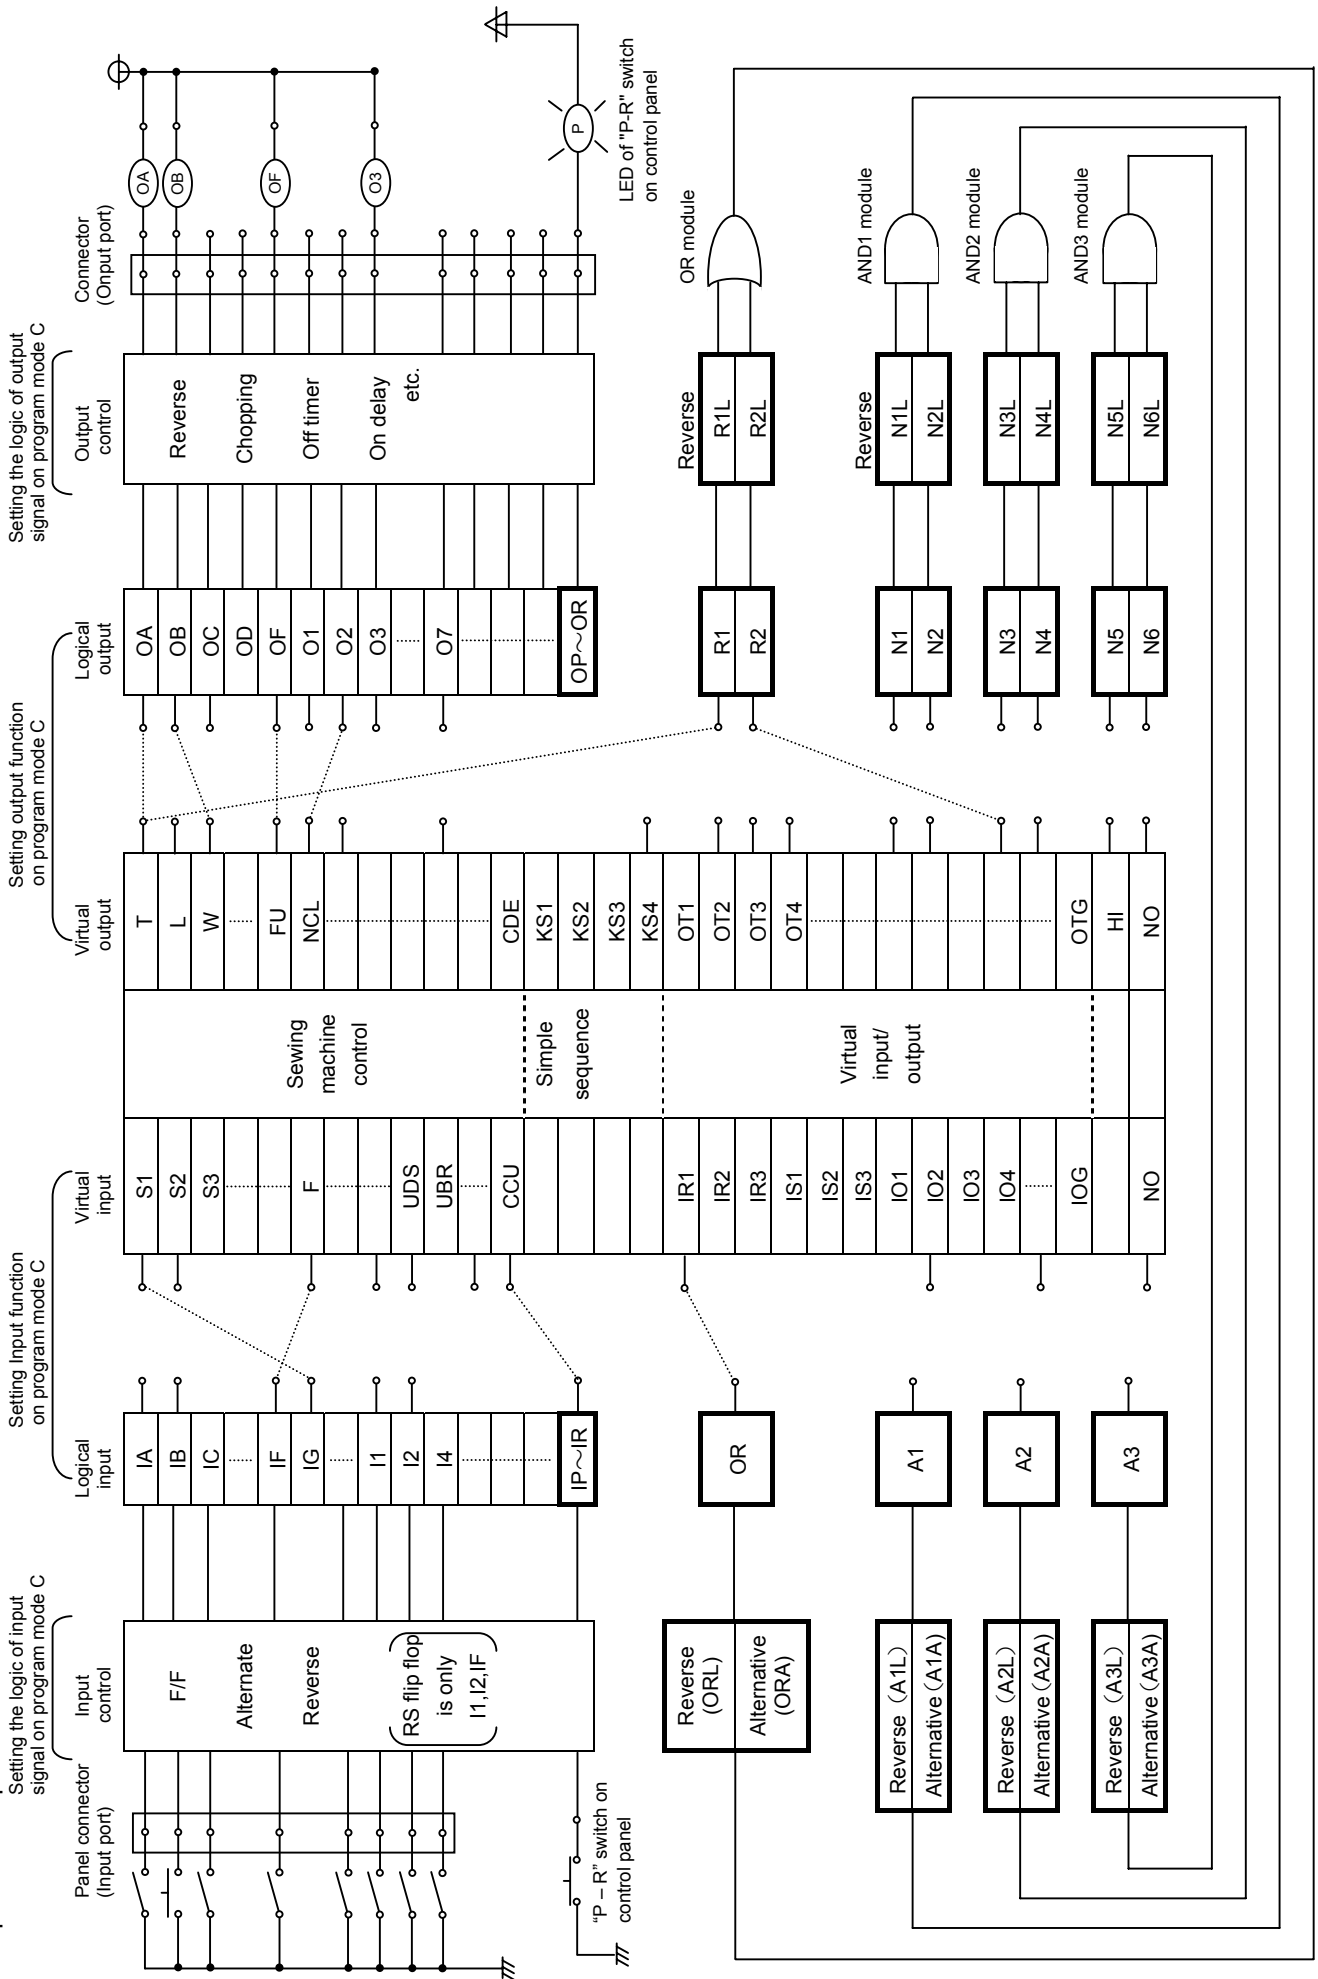 Setting the logic of input
signal on program mode C
Setting Input function
on program mode C
Setting output function
on program mode C
Setting the logic of output
signal on program mode C
Panel connector
(Input port)
Input
control
Logical
input
Virtual
input
Virtual
output
Logical
output
Output
control
Connector
(Onput port)
F/F
Alternate
Reverse
RS flip flop
is only
I1,I2,IF
"P – R" switch on
control panel
IA
IB
IC
IF
IG
I1
I2
I4
IP～IR
S1
S2
S3
F
UDS
UBR
CCU
IR1
IR2
IR3
IS1
IS2
IS3
IO1
IO2
IO3
IO4
IOG
NO
Sewing
machine
control
Simple
sequence
Virtual
input/
output
T
L
W
FU
NCL
CDE
KS1
KS2
KS3
KS4
OT1
OT2
OT3
OT4
OTG
HI
NO
OA
OB
OC
OD
OF
O1
O2
O3
O7
OP～OR
Reverse
Chopping
Off timer
On delay
etc.
OA
OB
OF
O3
P
LED of "P-R" switch
on control panel
Reverse
(ORL)
Alternative
(ORA)
OR
R1
R2
Reverse
R1L
R2L
OR module
Reverse（A1L）
Alternative（A1A）
A1
N1
N2
Reverse
N1L
N2L
AND1 module
Reverse（A2L）
Alternative（A2A）
A2
N3
N4
N3L
N4L
AND2 module
Reverse（A3L）
Alternative（A3A）
A3
N5
N6
N5L
N6L
AND3 module